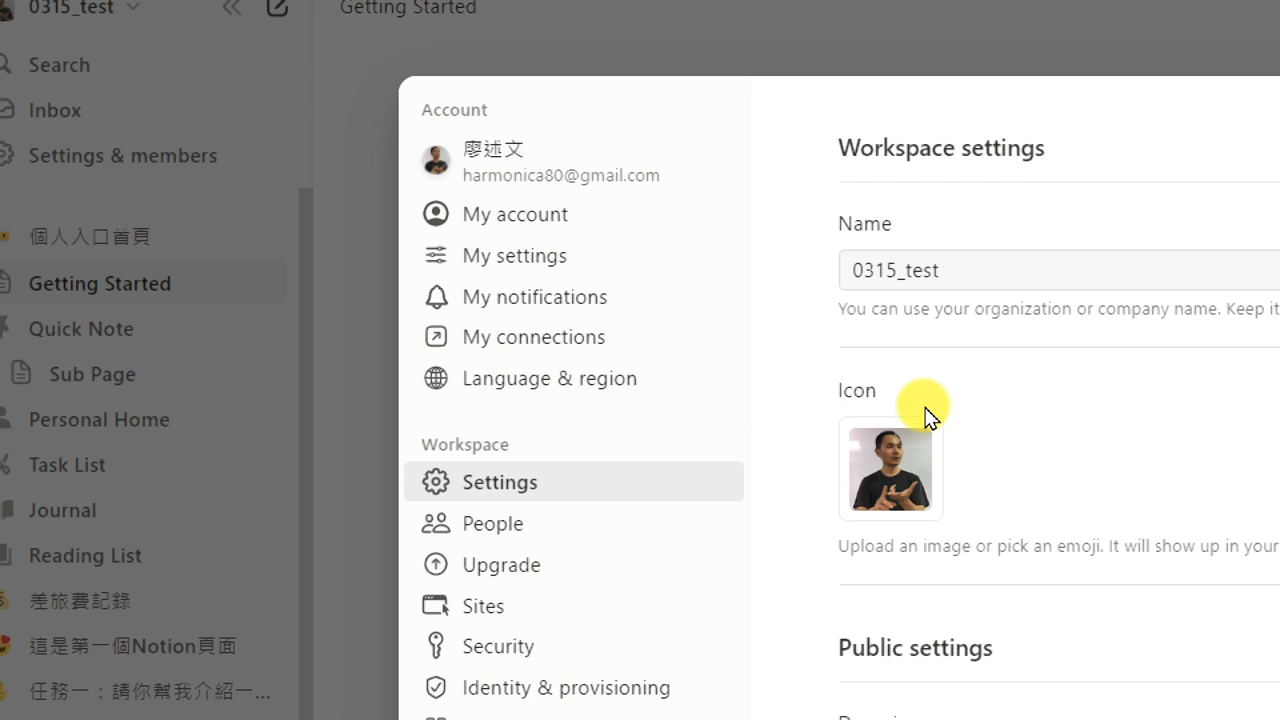 0315_test
Search
Inbox
Settings & members
個人入口首頁
Getting Started
Quick Note
Sub Page
Personal Home
Task List
Journal
Reading List
差旅費記錄
這是第一個Notion頁面
任務一：請你幫我介紹一...
Getting Started
Account
廖述文
harmonica80@gmail.com
My account
My settings
My notifications
My connections
Language & region
Workspace
Settings
People
Upgrade
Sites
Security
Identity & provisioning
Workspace settings
Name
0315_test
You can use your organization or company name. Keep it
Icon
Upload an image or pick an emoji. It will show up in your
Public settings